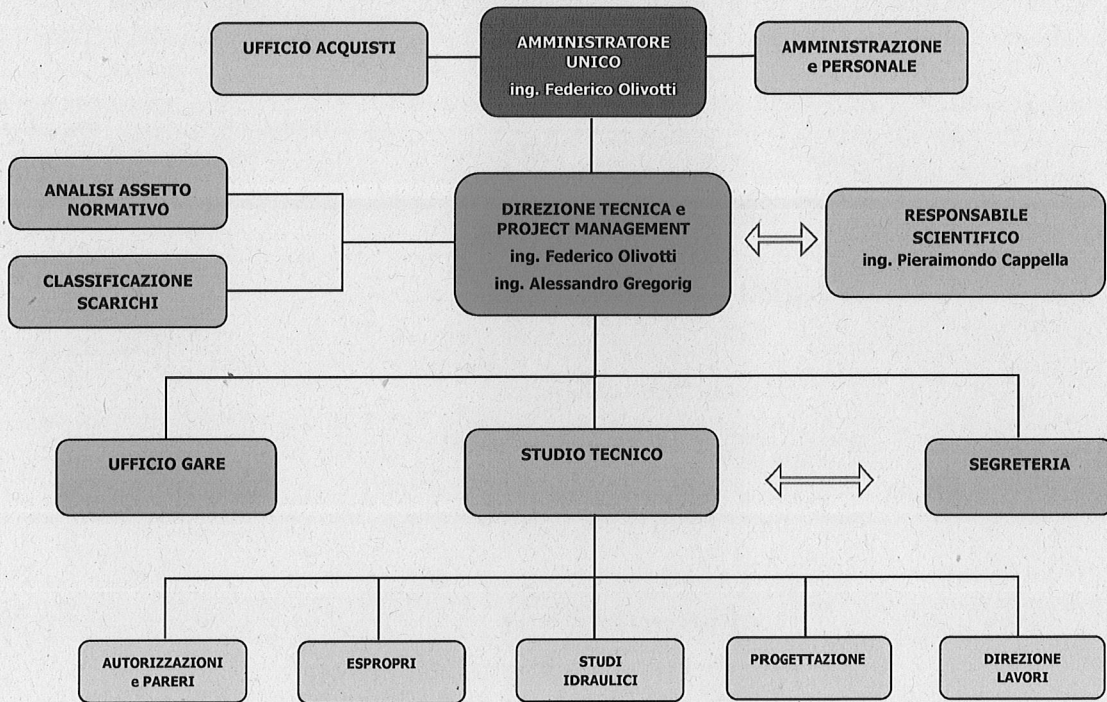 UFFICIO ACQUISTI
AMMINISTRATORE
UNICO
ing. Federico Olivotti
AMMINISTRAZIONE
e PERSONALE
ANALISI ASSETTO
NORMATIVO
CLASSIFICAZIONE
SCARICHI
DIREZIONE TECNICA e
PROJECT MANAGEMENT
ing. Federico Olivotti
ing. Alessandro Gregorig
RESPONSABILE
SCIENTIFICO
ing. Pieraimondo Cappella
UFFICIO GARE
STUDIO TECNICO
SEGRETERIA
AUTORIZZAZIONI
e PARERI
ESPROPRI
STUDI
IDRAULICI
PROGETTAZIONE
DIREZIONE
LAVORI